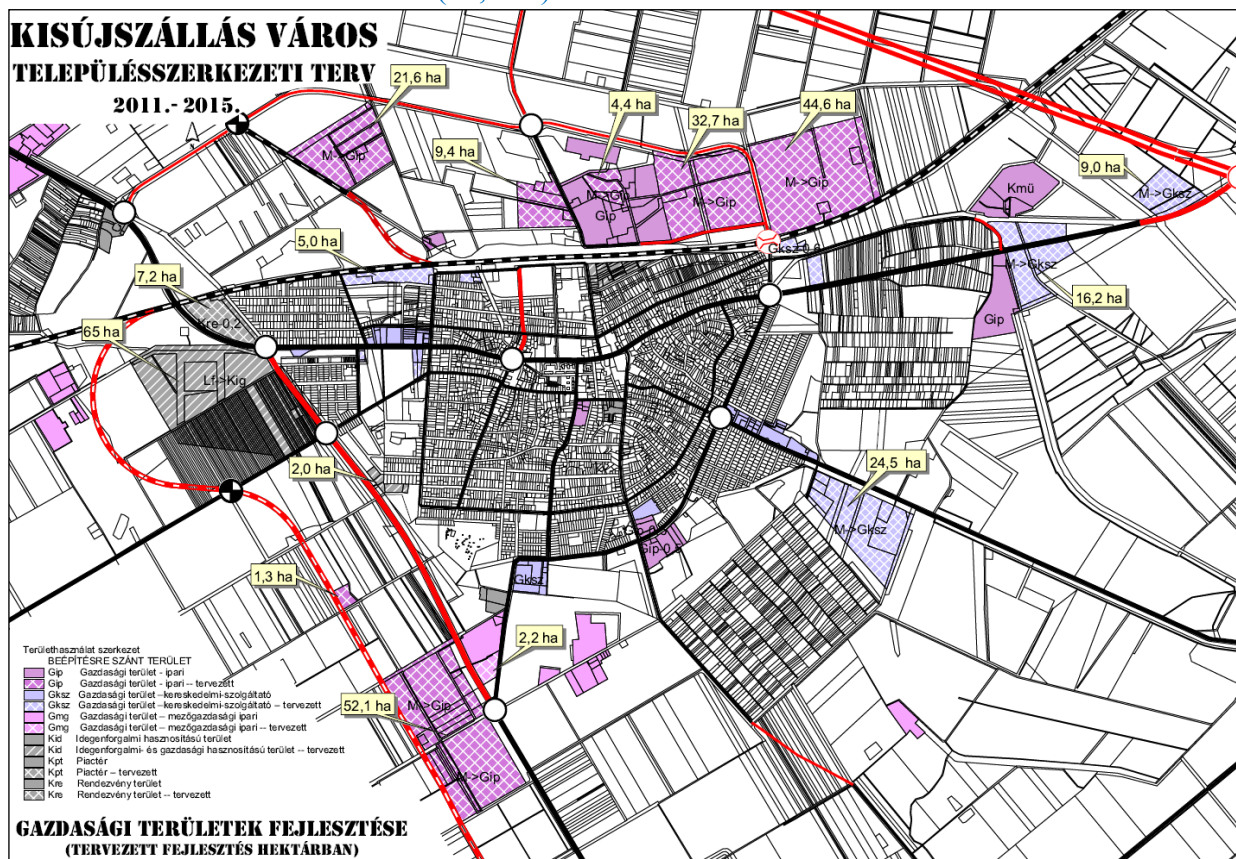 KISÚJSZÁLLÁS VÁROS
TELEPÜLÉSSZERKEZETI TERV
2011.- 2015.
21,6 ha
4,4 ha
32,7 ha
44,6 ha
9,4 ha
9,0 ha
M->Gip
M->Gip
Gip
M->Gip
M->Gip
Kmü
M->Gksz
5,0 ha
Gksz 0,6
M->Gksz
7,2 ha
16,2 ha
Kre 0,2
65 ha
Gip
Lf->Kig
2,0 ha
24,5 ha
M->Gksz
Gip-0,5
Gksz
1,3 ha
2,2 ha
52,1 ha
M->Gip
M->Gip
Területhasználat szerkezet
BEÉPÍTÉSRE SZÁNT TERÜLET
Gip Gazdasági terület - ipari
Gip Gazdasági terület - ipari -- tervezett
Gksz Gazdasági terület –kereskedelmi-szolgáltató
Gksz Gazdasági terület –kereskedelmi-szolgáltató – tervezett
Gmg Gazdasági terület – mezőgazdasági ipari
Gmg Gazdasági terület – mezőgazdasági ipari -- tervezett
Kid Idegenforgalmi hasznosítású terület
Kid Idegenforgalmi- és gazdasági hasznosítású terület -- tervezett
Kpt Piactér
Kpt Piactér – tervezett
Kre Rendezvény terület
Kre Rendezvény terület -- tervezett
GAZDASÁGI TERÜLETEK FEJLESZTÉSE
(TERVEZETT FEJLESZTÉS HEKTÁRBAN)